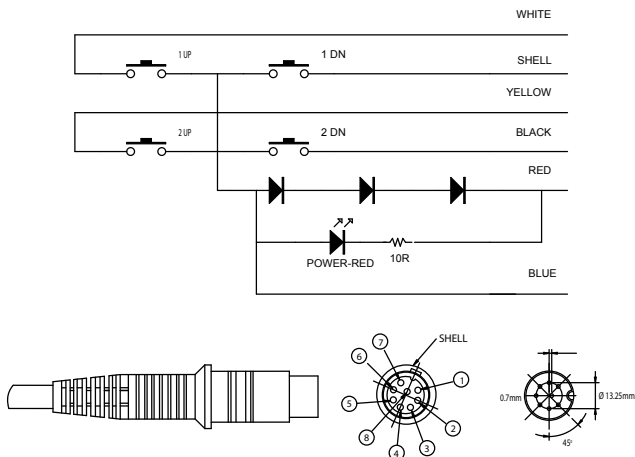 WHITE
1 UP
1 DN
SHELL
YELLOW
2 UP
2 DN
BLACK
RED
POWER-RED
10R
BLUE
SHELL
7
6
1
5
2
8
4
3
0.7mm
Ø 13.25mm
45°